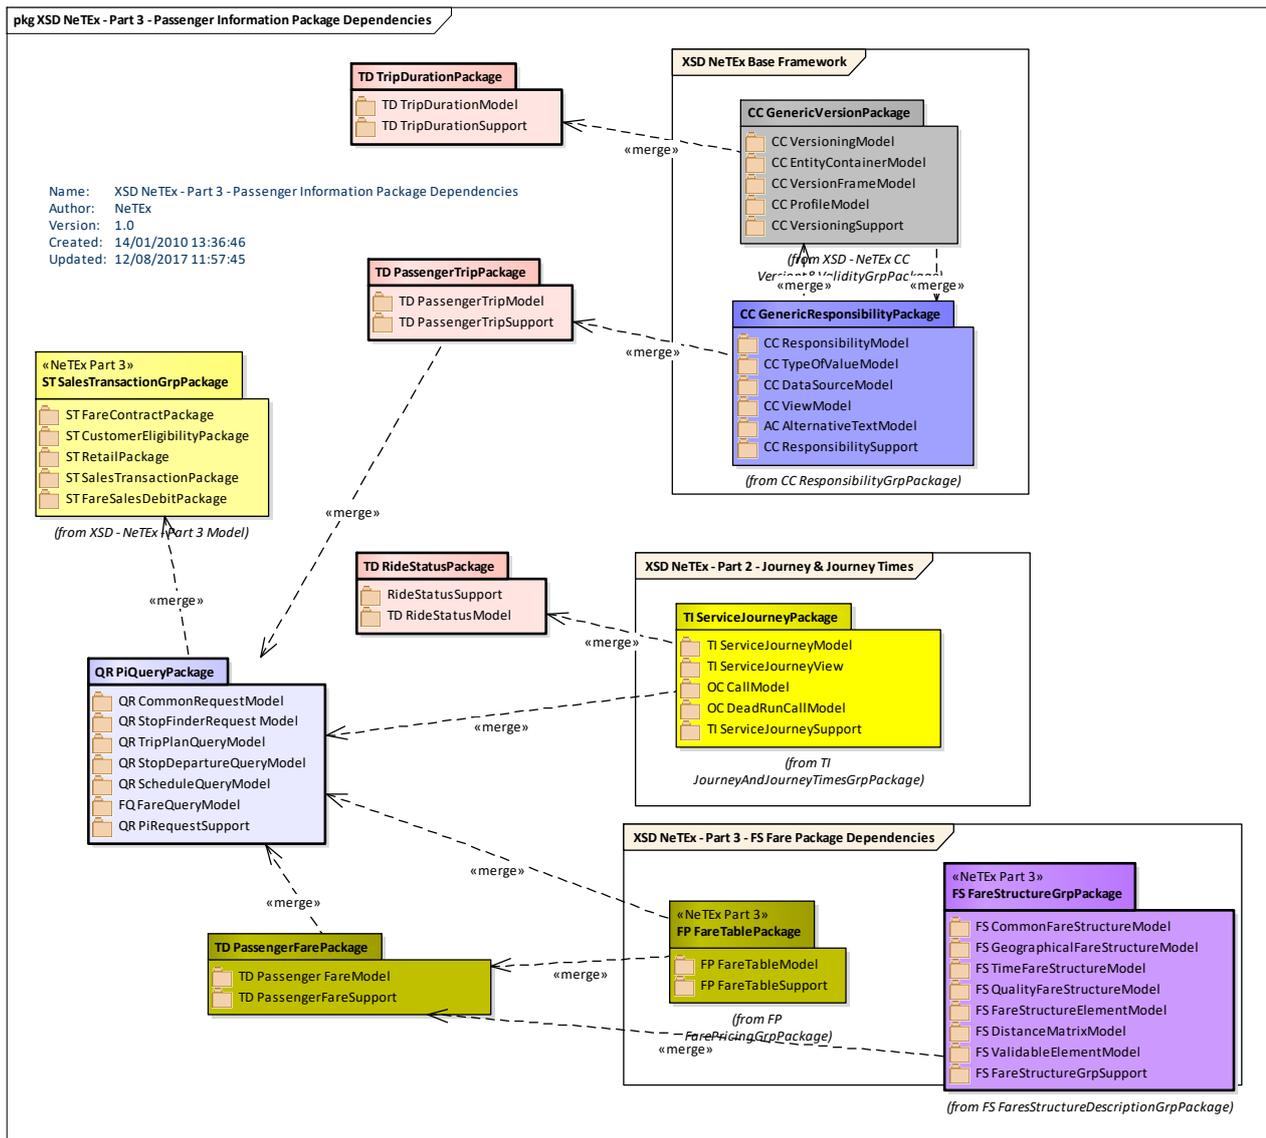 pkg XSD NeTEx - Part 3 - Passenger Information Package Dependencies
TD TripDurationPackage
TD TripDurationModel
TD TripDurationSupport
«merge»
XSD NeTEx Base Framework
CC GenericVersionPackage
CC VersioningModel
CC EntityContainerModel
CC VersionFrameModel
CC ProfileModel
CC VersioningSupport
(from XSD - NeTEx CC
Version&ValidityGrpPackage)
«merge»
«merge»
Name: XSD NeTEx - Part 3 - Passenger Information Package Dependencies
Author: NeTEx
Version: 1.0
Created: 14/01/2010 13:36:46
Updated: 12/08/2017 11:57:45
TD PassengerTripPackage
TD PassengerTripModel
TD PassengerTripSupport
«merge»
CC GenericResponsibilityPackage
CC ResponsibilityModel
CC TypeOfValueModel
CC DataSourceModel
CC ViewModel
AC AlternativeTextModel
CC ResponsibilitySupport
(from CC ResponsibilityGrpPackage)
«NeTEx Part 3»
ST SalesTransactionGrpPackage
ST FareContractPackage
ST CustomerEligibilityPackage
ST RetailPackage
ST SalesTransactionPackage
ST FareSalesDebitPackage
(from XSD - NeTEx - Part 3 Model)
«merge»
«merge»
TD RideStatusPackage
RideStatusSupport
TD RideStatusModel
«merge»
XSD NeTEx - Part 2 - Journey & Journey Times
TI ServiceJourneyPackage
TI ServiceJourneyModel
TI ServiceJourneyView
OC CallModel
OC DeadRunCallModel
TI ServiceJourneySupport
(from TI
JourneyAndJourneyTimesGrpPackage)
«merge»
QR PiQueryPackage
QR CommonRequestModel
QR StopFinderRequest Model
QR TripPlanQueryModel
QR StopDepartureQueryModel
QR ScheduleQueryModel
FQ FareQueryModel
QR PiRequestSupport
«merge»
«merge»
TD PassengerFarePackage
TD Passenger FareModel
TD PassengerFareSupport
«merge»
«merge»
XSD NeTEx - Part 3 - FS Fare Package Dependencies
«NeTEx Part 3»
FP FareTablePackage
FP FareTableModel
FP FareTableSupport
(from FP
FarePricingGrpPackage)
«NeTEx Part 3»
FS FareStructureGrpPackage
FS CommonFareStructureModel
FS GeographicalFareStructureModel
FS TimeFareStructureModel
FS QualityFareStructureModel
FS FareStructureElementModel
FS DistanceMatrixModel
FS ValidableElementModel
FS FareStructureGrpSupport
(from FS FaresStructureDescriptionGrpPackage)